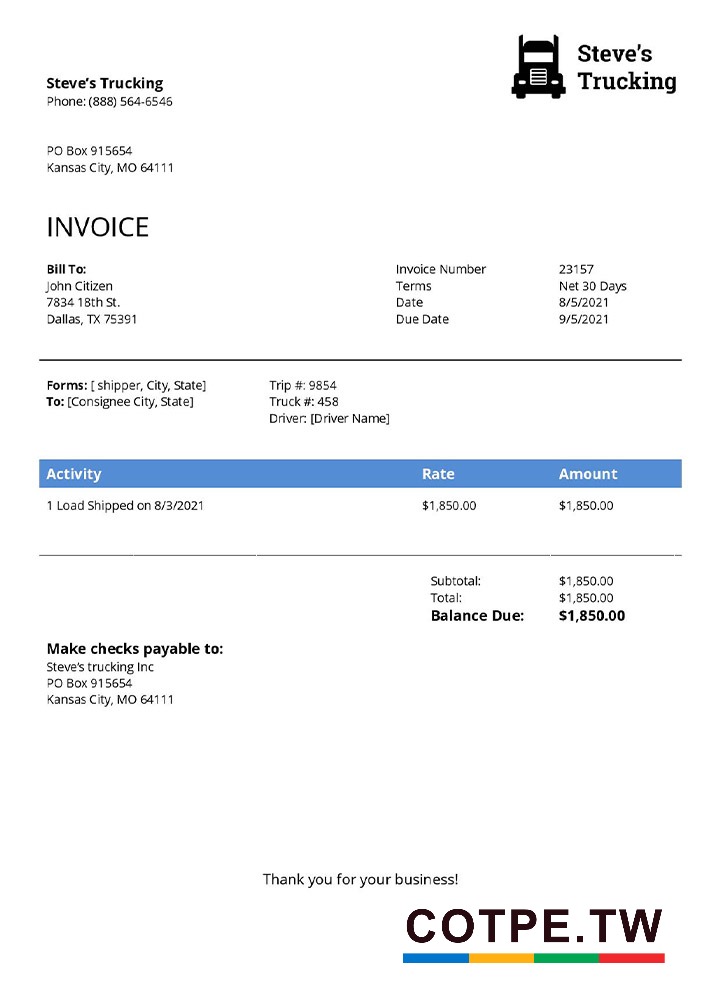 Steve's
Trucking
Steve's Trucking
Phone: (888) 564-6546
PO Box 915654
Kansas City, MO 64111
INVOICE
Bill To:
John Citizen
7834 18th St.
Dallas, TX 75391
Invoice Number 23157
Terms Net 30 Days
Date 8/5/2021
Due Date 9/5/2021
Forms: [ shipper, City, State]
To: [Consignee City, State]
Trip #: 9854
Truck #: 458
Driver: [Driver Name]
Activity Rate Amount
1 Load Shipped on 8/3/2021 $1,850.00 $1,850.00
Subtotal: $1,850.00
Total: $1,850.00
Balance Due: $1,850.00
Make checks payable to:
Steve's trucking Inc
PO Box 915654
Kansas City, MO 64111
Thank you for your business!
COTPE.TW